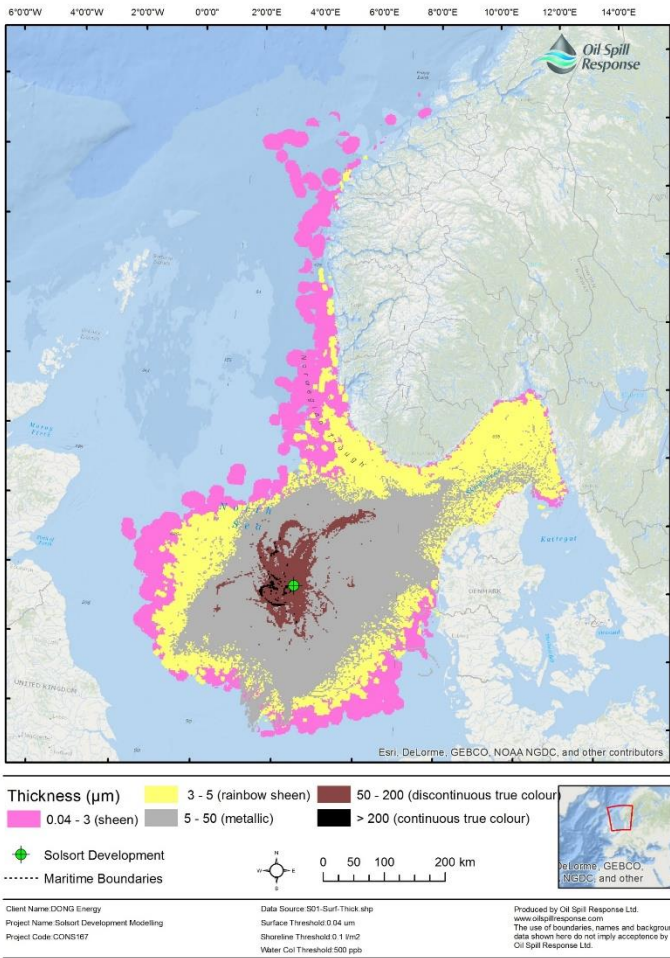 6°0'0"W 4°0'0"W 2°0'0"W 0°0'0" 2°0'0"E 4°0'0"E 6°0'0"E 8°0'0"E 10°0'0"E 12°0'0"E 14°0'0"E
Oil Spill
Response
Norwegian Trough
Moray
Firth
North
Sea
Kattegat
DENMARK
UNITED KINGDOM
Esri, DeLorme, GEBCO, NOAA NGDC, and other contributors
Thickness (µm)
3 - 5 (rainbow sheen)
50 - 200 (discontinuous true colour)
0.04 - 3 (sheen)
5 - 50 (metallic)
> 200 (continuous true colour)
Solsort Development
Maritime Boundaries
N
W E
S
0 50 100 200 km
DeLorme, GEBCO,
NGDC, and other
Client Name:DONG Energy
Project Name:Solsort Development Modelling
Project Code:CONS167
Data Source:S01-Surf-Thick.shp
Surface Threshold:0.04 um
Shoreline Threshold:0.1 l/m2
Water Col Threshold:500 ppb
Produced by Oil Spill Response Ltd.
www.oilspillresponse.com
The use of boundaries, names and backgroun
data shown here do not imply acceptence by
Oil Spill Response Ltd.